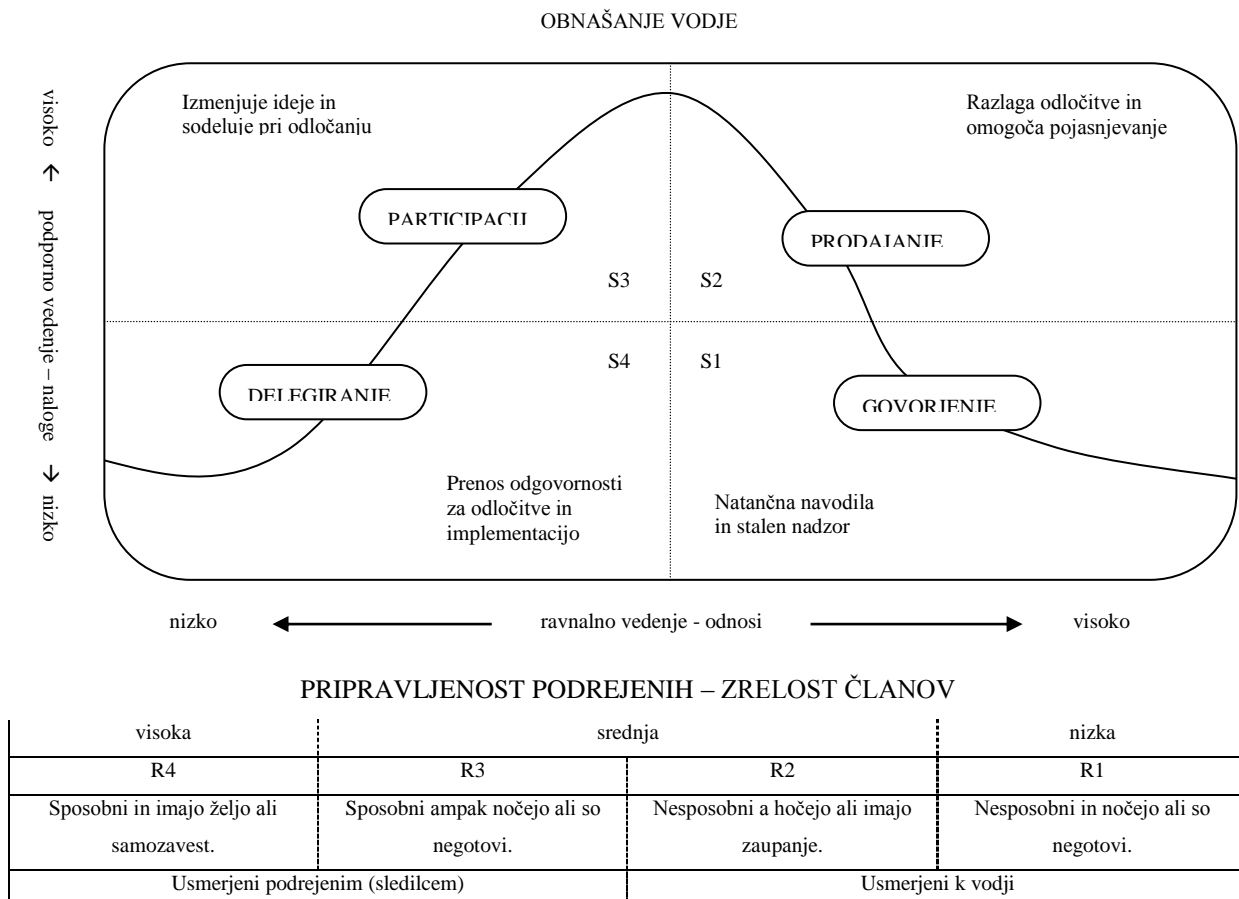 OBNAŠANJE VODJE
Izmenjuje ideje in
sodeluje pri odločanju
Razlaga odločitve in
omogoča pojasnjevanje
visoko ← podporno vedenje – naloge → nizko
PARTICIPACIJ
PRODAJANJE
S3
S2
S4
S1
DELEGIRANJE
GOVORJENJE
Prenos odgovornosti
za odločitve in
implementacijo
Natančna navodila
in stalen nadzor
nizko
ravnalno vedenje - odnosi
visoko
PRIPRAVLJENOST PODREJENIH – ZRELOST ČLANOV
visoka
srednja
nizka
R4
R3
R2
R1
Sposobni in imajo željo ali
samozavest.
Sposobni ampak nočejo ali so
negotovi.
Nesposobni a hočejo ali imajo
zaupanje.
Nesposobni in nočejo ali so
negotovi.
Usmerjeni podrejenim (sledilcem)
Usmerjeni k vodji